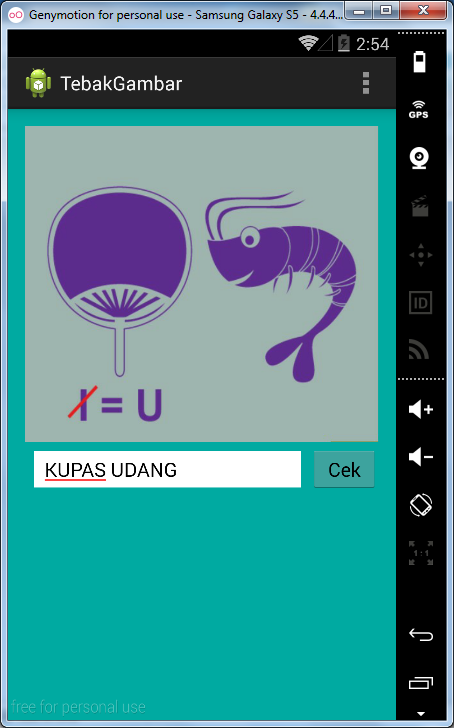 Genymotion for personal use - Samsung Galaxy S5 - 4.4.4...
2:54
TebakGambar
GPS
I = U
ID
KUPAS UDANG
Cek
1:1
free for personal use